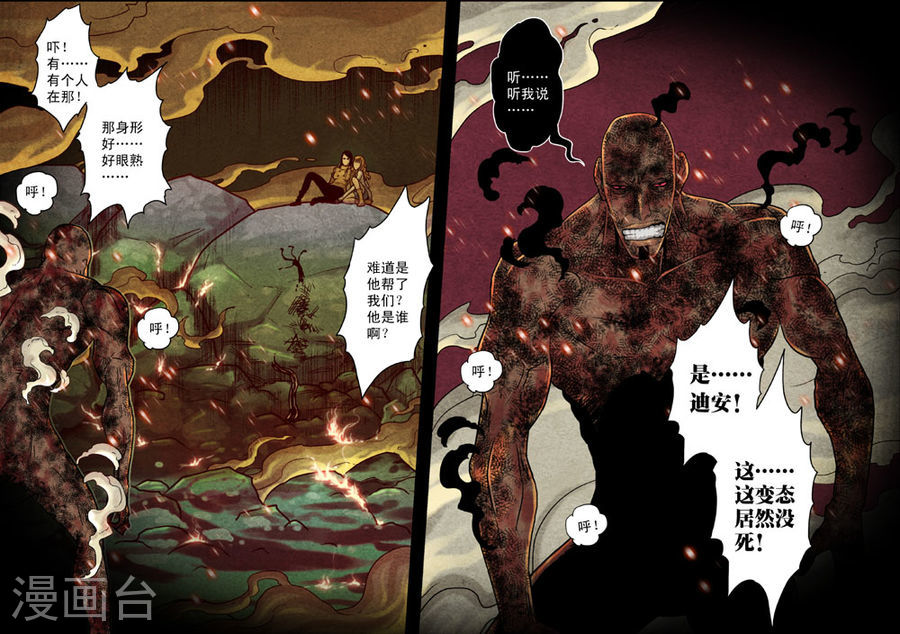 吓！
有……
有个人
在那！
那身形
好……
好眼熟
……
呼！
呼！
难道是
他帮了
我们？
他是谁
啊？
听……
听我说
……
呼！
呼！
是……
迪安！
这……
这变态
居然没
死！
呼！
漫画台